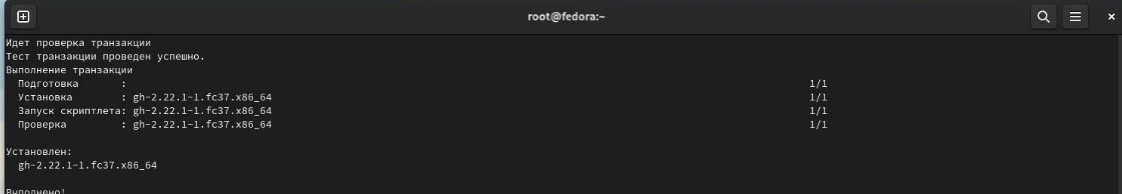 root@fedora:~
Идет проверка транзакции
Тест транзакции проведен успешно.
Выполнение транзакции
  Подготовка       :                                                                                                                1/1
  Установка        : gh-2.22.1-1.fc37.x86_64                                                                                        1/1
  Запуск скриптлета: gh-2.22.1-1.fc37.x86_64                                                                                        1/1
  Проверка         : gh-2.22.1-1.fc37.x86_64                                                                                        1/1
Установлен:
  gh-2.22.1-1.fc37.x86_64
Выполнено!